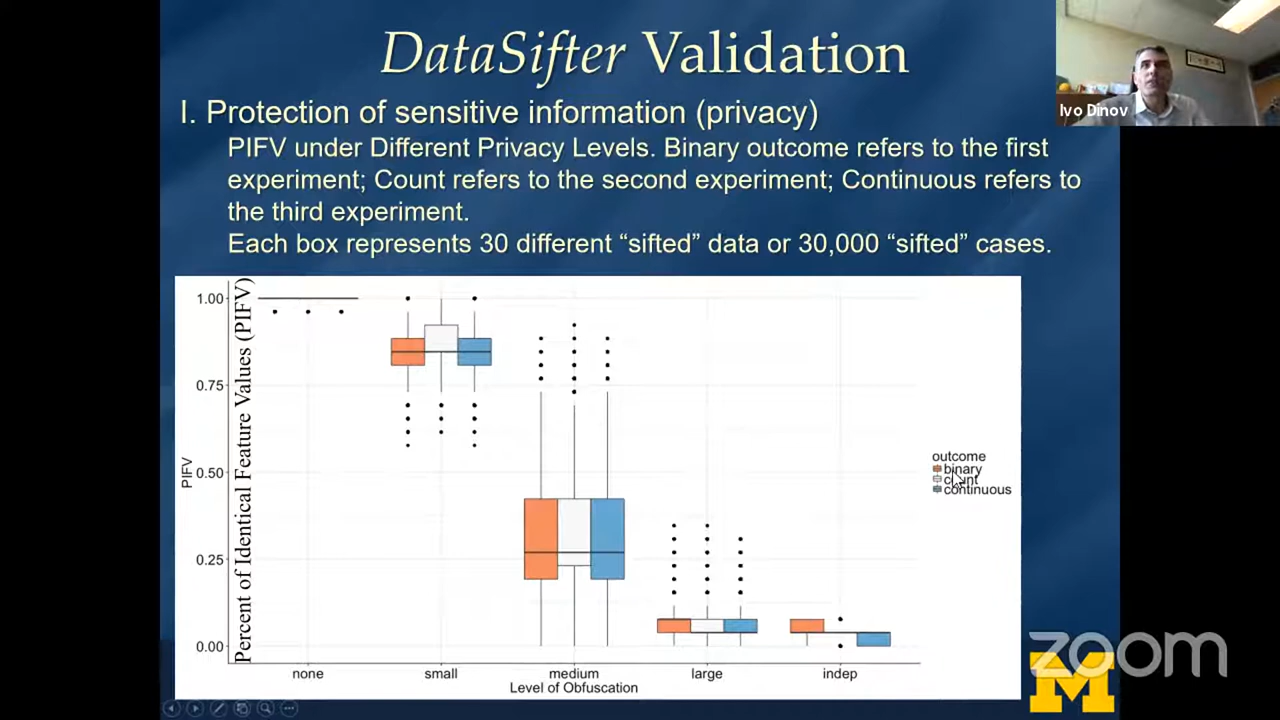 DataSifter Validation
I. Protection of sensitive information (privacy)
PIFV under Different Privacy Levels. Binary outcome refers to the first
experiment; Count refers to the second experiment; Continuous refers to
the third experiment.
Each box represents 30 different “sifted” data or 30,000 “sifted” cases.
Ivo Dinov
Percent of Identical Feature Values (PIFV)
PIFV
1.00
0.75
0.50
0.25
0.00
none
small
medium
large
indep
Level of Obfuscation
outcome
binary
count
continuous
zoom
M